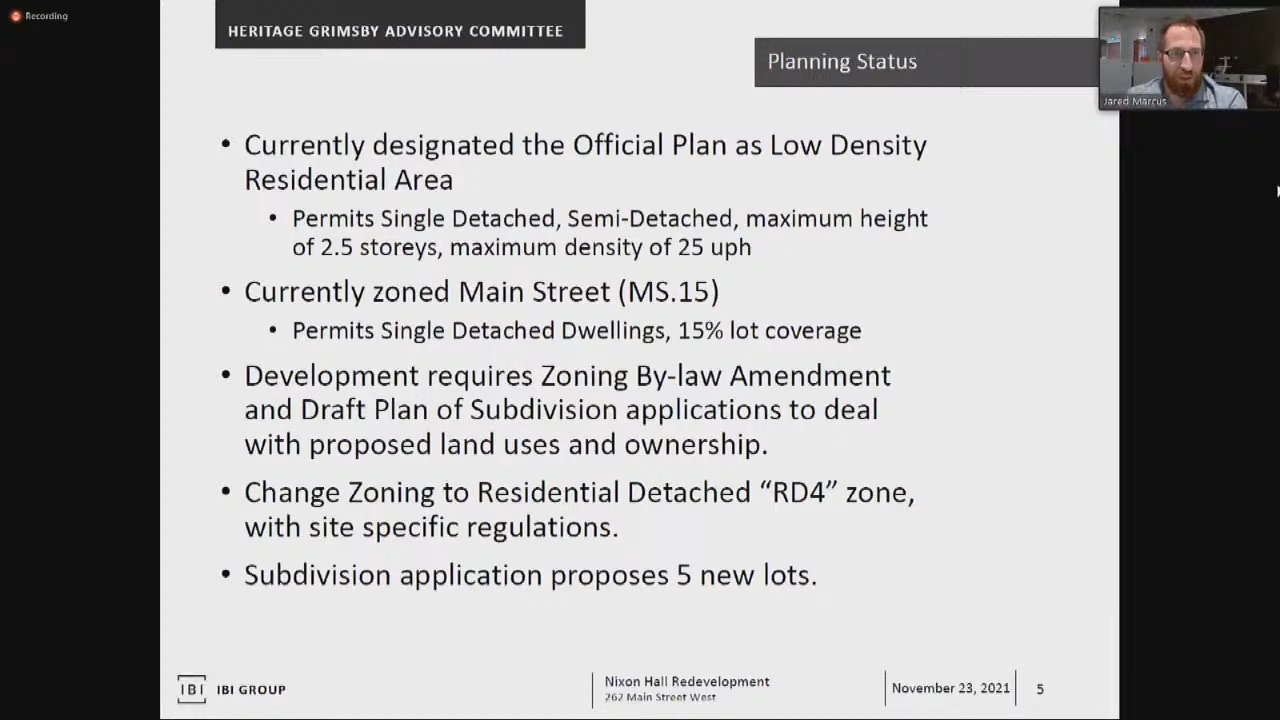 Recording
HERITAGE GRIMSBY ADVISORY COMMITTEE
Planning Status
Jared Marcus
• Currently designated the Official Plan as Low Density
Residential Area
• Permits Single Detached, Semi-Detached, maximum height
of 2.5 storeys, maximum density of 25 uph
• Currently zoned Main Street (MS.15)
• Permits Single Detached Dwellings, 15% lot coverage
• Development requires Zoning By-law Amendment
and Draft Plan of Subdivision applications to deal
with proposed land uses and ownership.
• Change Zoning to Residential Detached “RD4” zone,
with site specific regulations.
• Subdivision application proposes 5 new lots.
IBI IBI GROUP
Nixon Hall Redevelopment
262 Main Street West
November 23, 2021
5